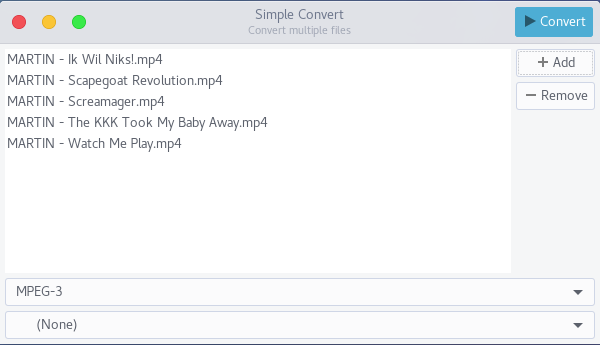 Simple Convert
Convert multiple files
Convert
MARTIN - Ik Wil Niks!.mp4
MARTIN - Scapegoat Revolution.mp4
MARTIN - Screamager.mp4
MARTIN - The KKK Took My Baby Away.mp4
MARTIN - Watch Me Play.mp4
+ Add
− Remove
MPEG-3
(None)